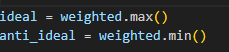 ideal = weighted.max()
anti_ideal = weighted.min()